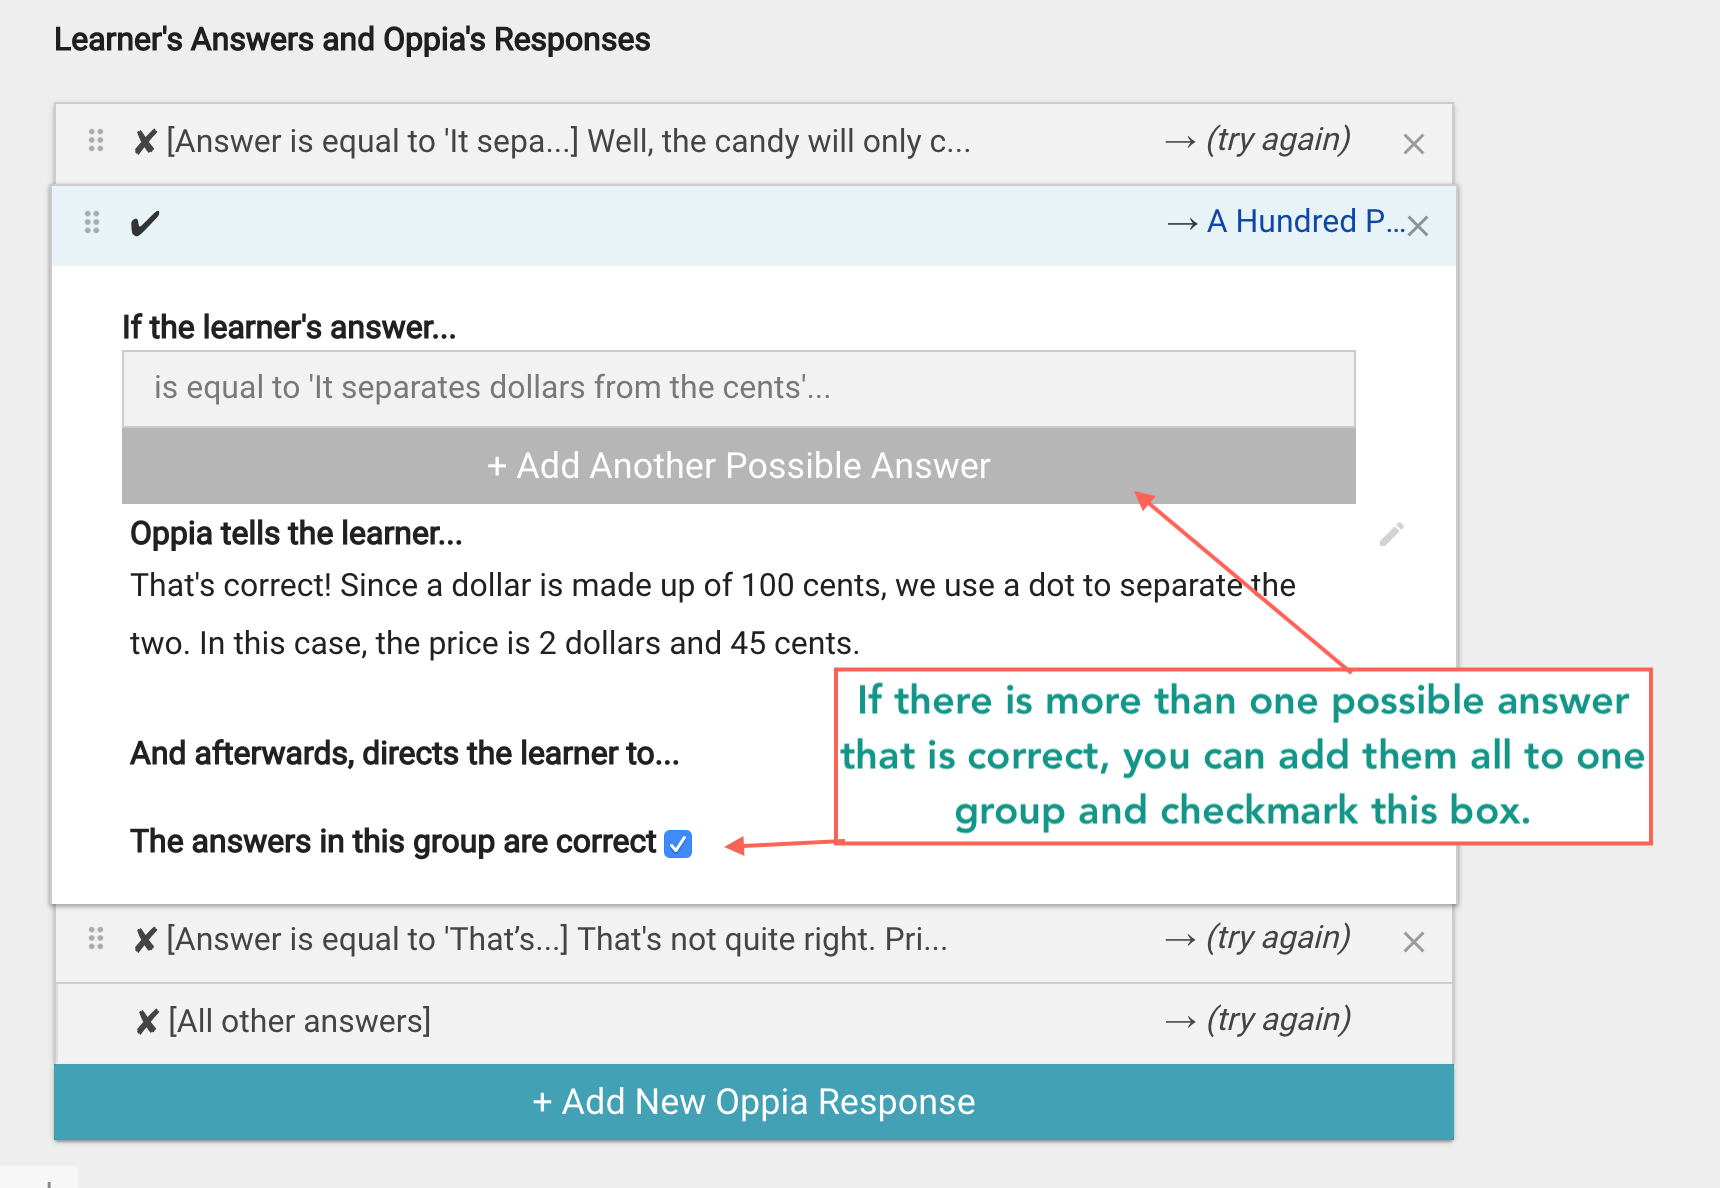 Learner's Answers and Oppia's Responses
✘ [Answer is equal to 'It sepa...] Well, the candy will only c... → (try again) ×
✔ → A Hundred P... ×
If the learner's answer...
is equal to 'It separates dollars from the cents'...
+ Add Another Possible Answer
Oppia tells the learner...
That's correct! Since a dollar is made up of 100 cents, we use a dot to separate the
two. In this case, the price is 2 dollars and 45 cents.
If there is more than one possible answer
that is correct, you can add them all to one
group and checkmark this box.
And afterwards, directs the learner to...
The answers in this group are correct
✘ [Answer is equal to 'That’s...] That's not quite right. Pri... → (try again) ×
✘ [All other answers] → (try again)
+ Add New Oppia Response